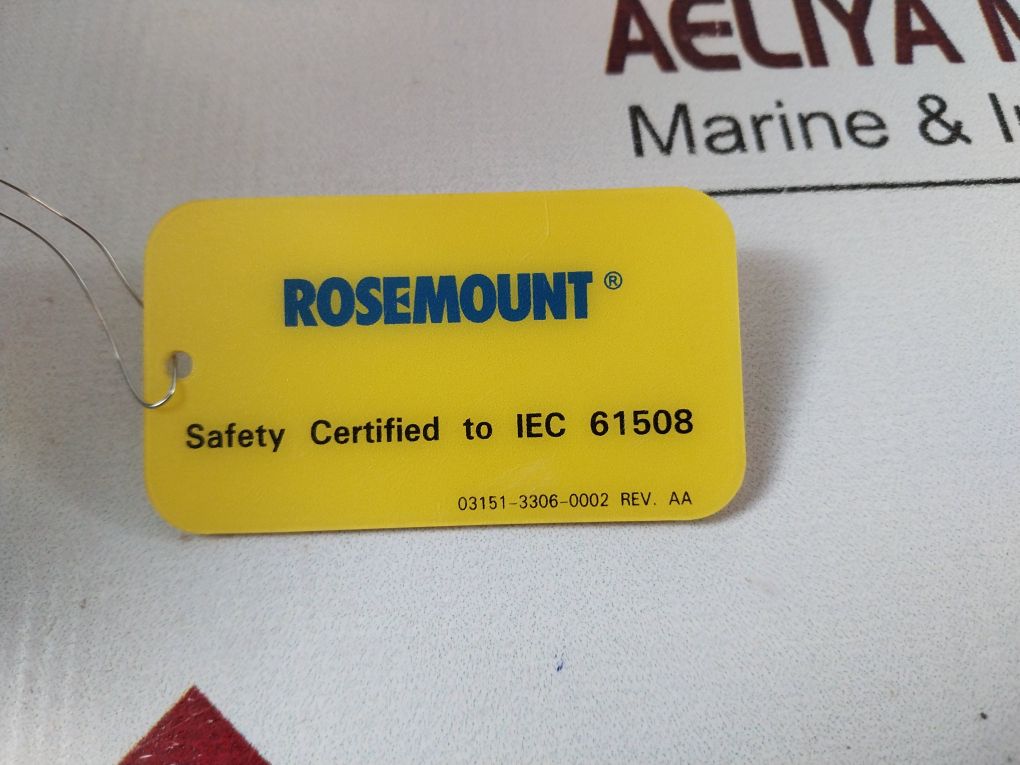 AELIYA
Marine &
ROSEMOUNT®
Safety Certified to IEC 61508
03151-3306-0002 REV. AA